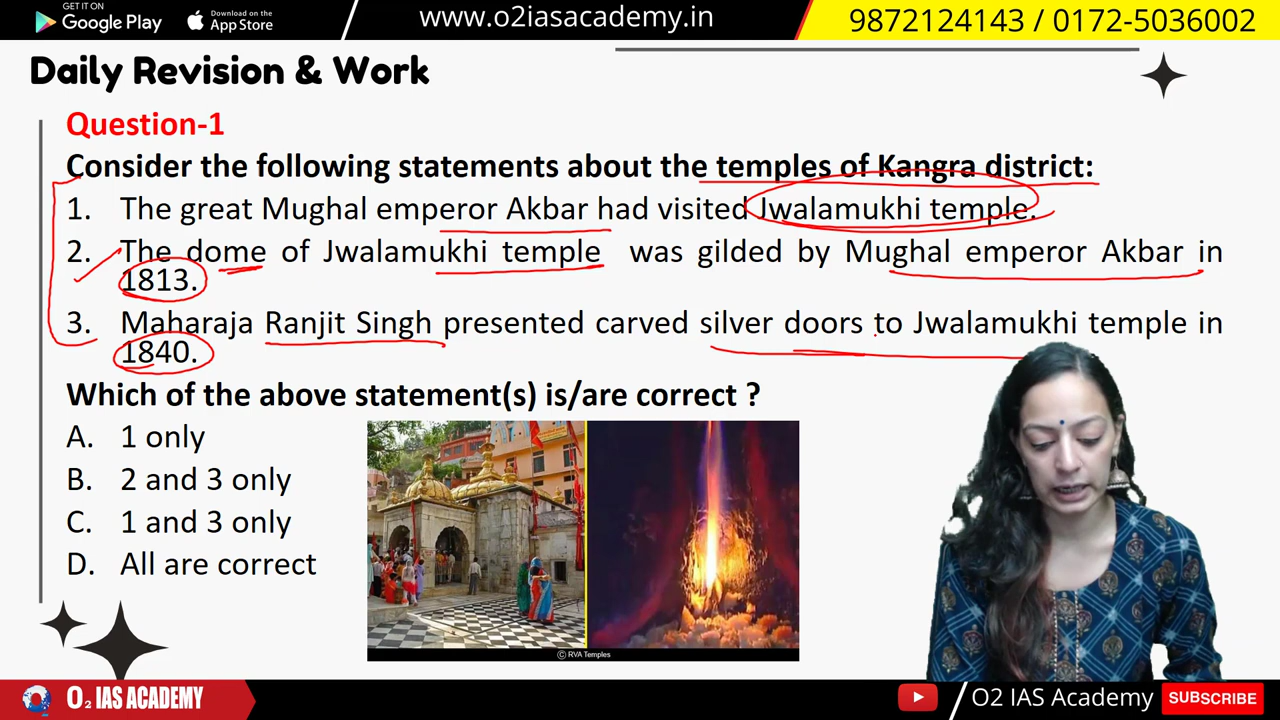 GET IT ON
Google Play
Download on the
App Store
www.o2iasacademy.in
9872124143 / 0172-5036002
Daily Revision & Work
Question-1
Consider the following statements about the temples of Kangra district:
1. The great Mughal emperor Akbar had visited Jwalamukhi temple.
2. The dome of Jwalamukhi temple was gilded by Mughal emperor Akbar in
1813.
3. Maharaja Ranjit Singh presented carved silver doors to Jwalamukhi temple in
1840.
Which of the above statement(s) is/are correct ?
A. 1 only
B. 2 and 3 only
C. 1 and 3 only
D. All are correct
© RVA Temples
O2 IAS ACADEMY
O2 IAS Academy
SUBSCRIBE